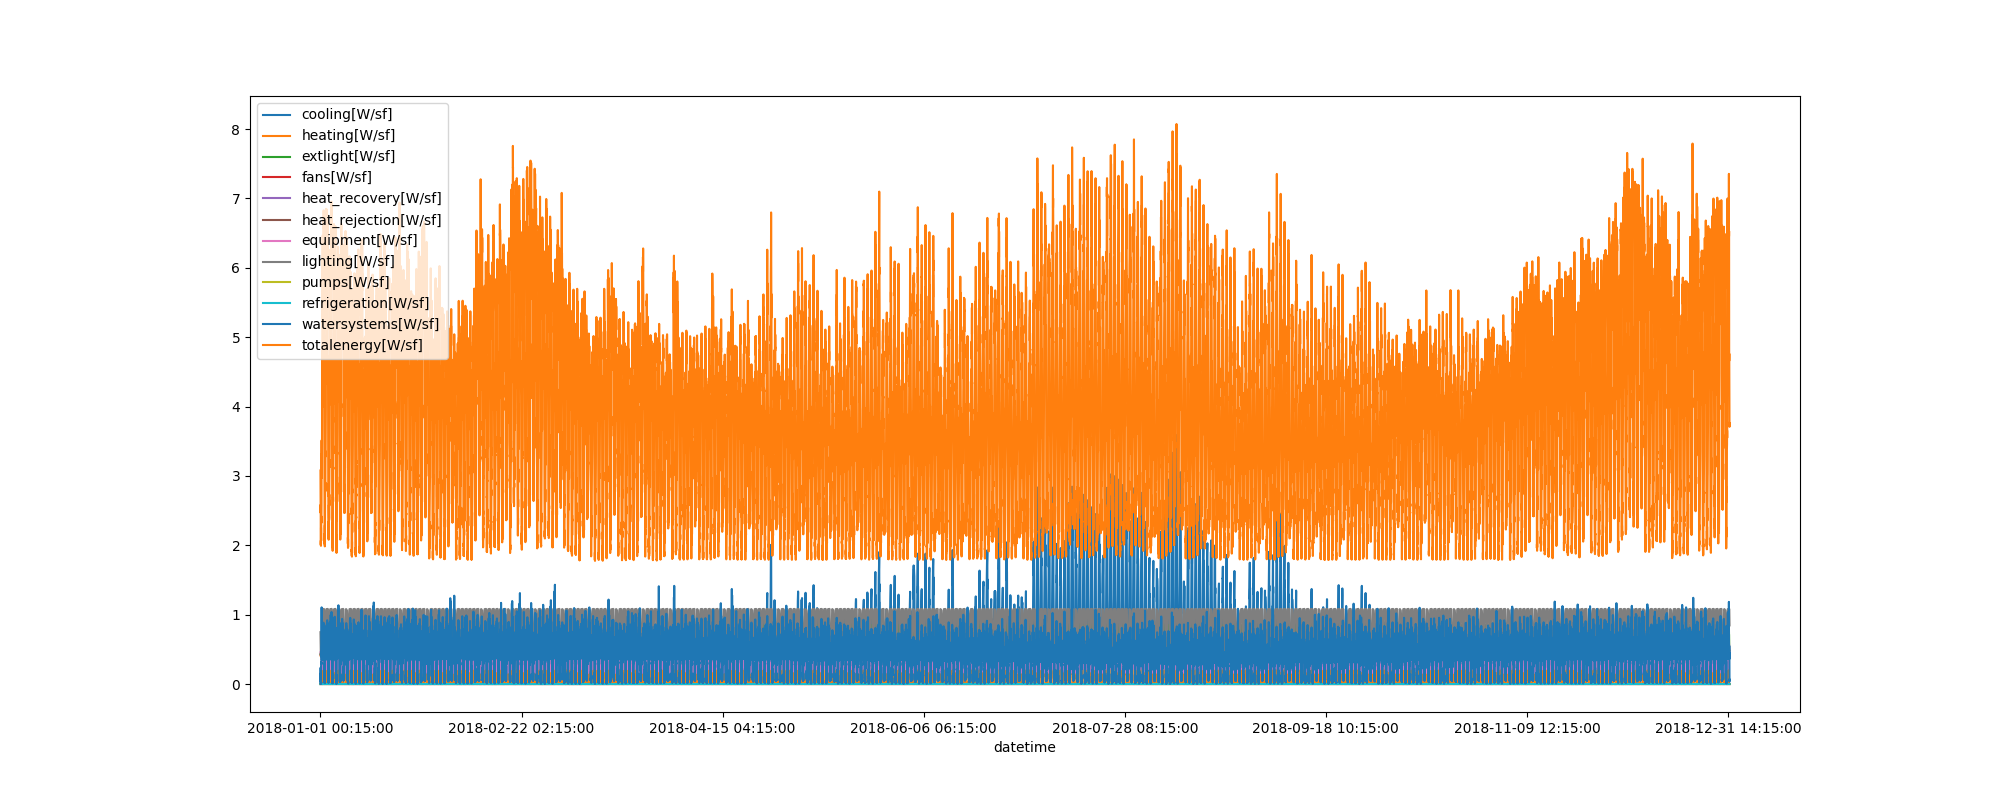 cooling[W/sf]
heating[W/sf]
extlight[W/sf]
fans[W/sf]
heat_recovery[W/sf]
heat_rejection[W/sf]
equipment[W/sf]
lighting[W/sf]
pumps[W/sf]
refrigeration[W/sf]
watersystems[W/sf]
totalenergy[W/sf]
8
7
6
5
4
3
2
1
0
2018-01-01 00:15:00 2018-02-22 02:15:00 2018-04-15 04:15:00 2018-06-06 06:15:00 2018-07-28 08:15:00 2018-09-18 10:15:00 2018-11-09 12:15:00 2018-12-31 14:15:00
datetime